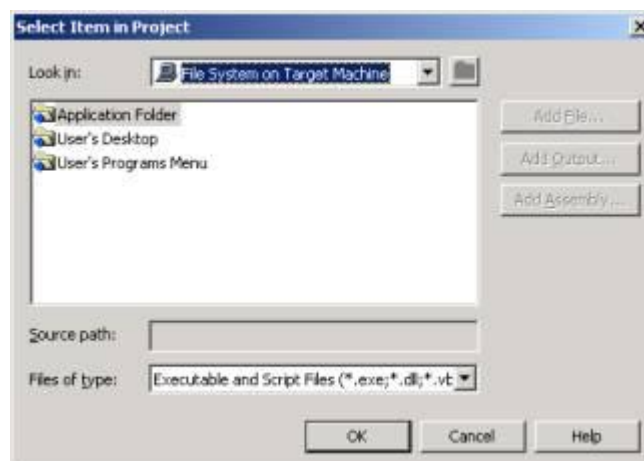 Select Item in Project
Look in:
File System on Target Machine
Application Folder
User's Desktop
User's Programs Menu
Add File...
Add Output...
Add Assembly...
Source path:
Files of type:
Executable and Script Files (*.exe;*.dll;*.vb
OK
Cancel
Help